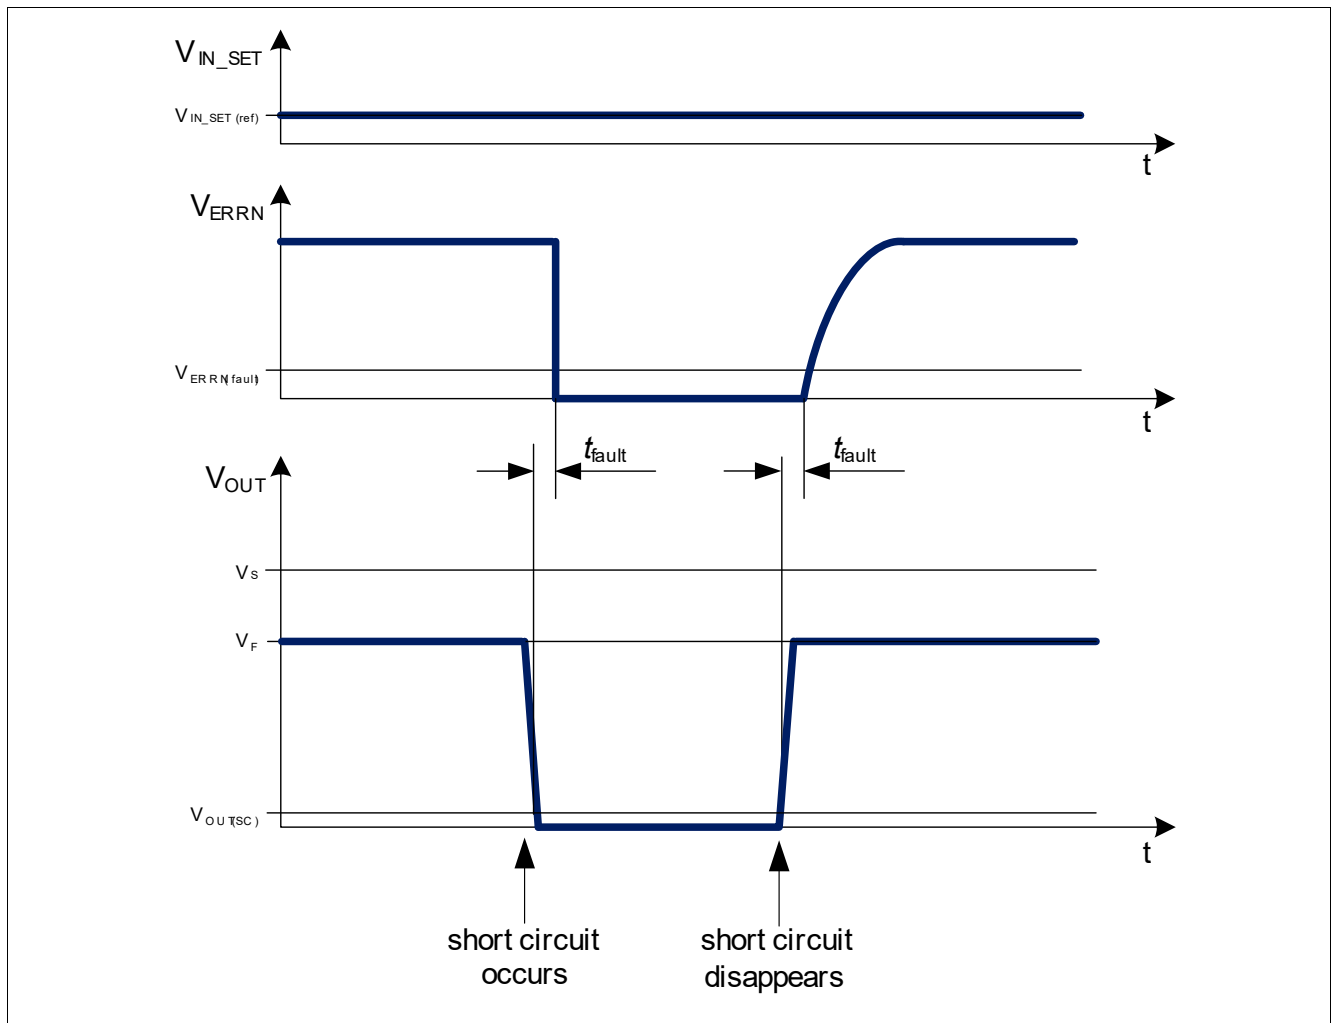 VIN_SET
VIN_SET (ref)
t
VERRN
VERRN(fault)
t
tfault
tfault
VOUT
VS
VF
VOUT(SC)
t
short circuit
occurs
short circuit
disappears